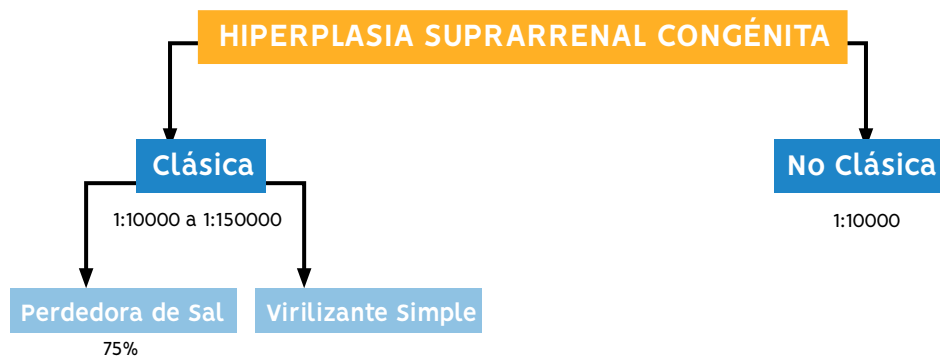 HIPERPLASIA SUPRARRENAL CONGÉNITA
Clásica
No Clásica
1:10000 a 1:150000
1:10000
Perdedora de Sal
Virilizante Simple
75%